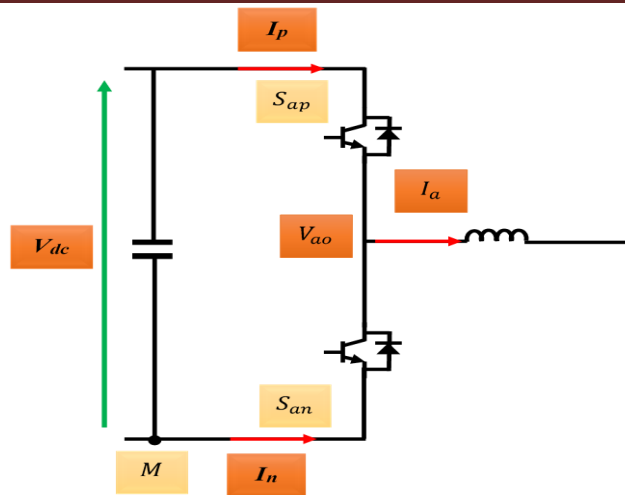 I_p
S_ap
I_a
V_ao
V_dc
S_an
M
I_n